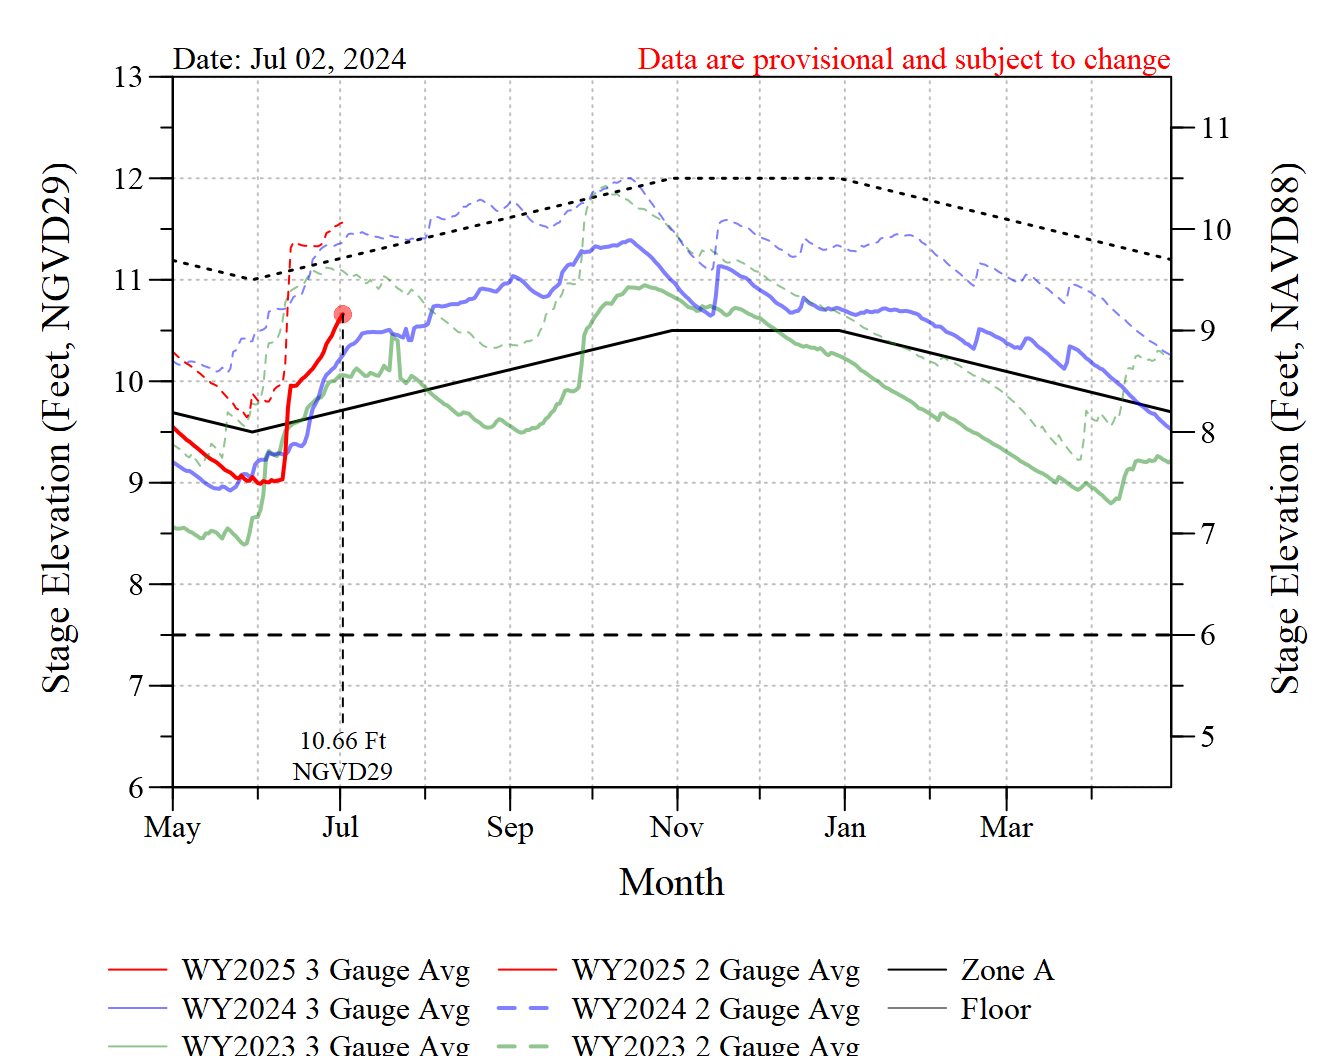 Date: Jul 02, 2024
Data are provisional and subject to change
13
12
11
10
9
8
7
6
Stage Elevation (Feet, NGVD29)
11
10
9
8
7
6
5
Stage Elevation (Feet, NAVD88)
10.66 Ft
NGVD29
May Jul Sep Nov Jan Mar
Month
WY2025 3 Gauge Avg WY2025 2 Gauge Avg Zone A
WY2024 3 Gauge Avg WY2024 2 Gauge Avg Floor
WY2023 3 Gauge Avg WY2023 2 Gauge Avg